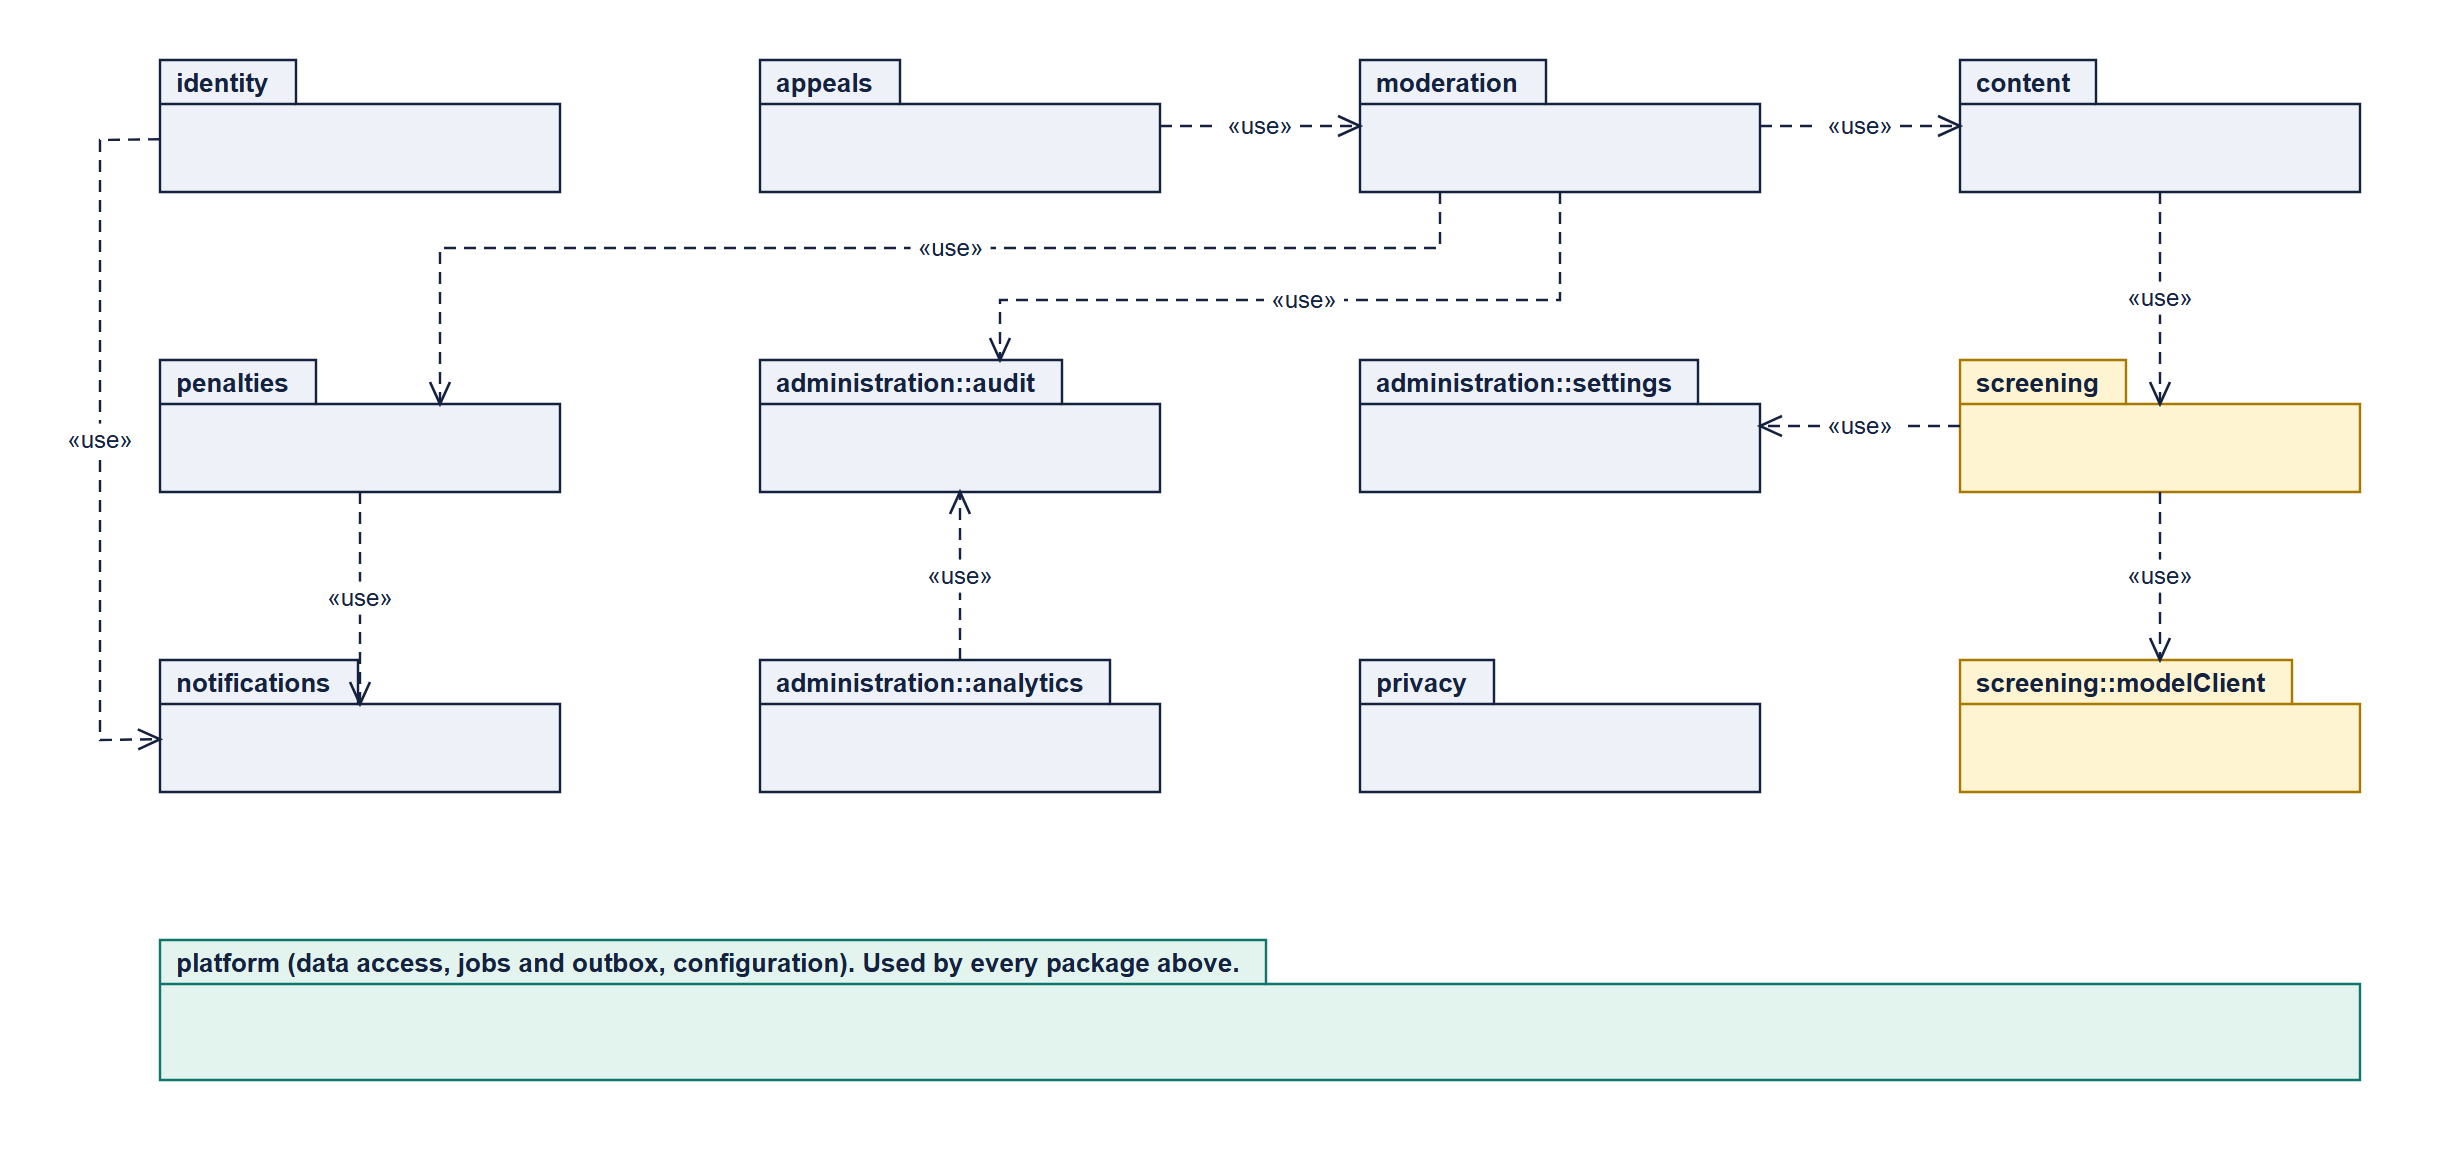 identity
appeals
moderation
content
«use»
«use»
«use»
«use»
«use»
penalties
administration::audit
administration::settings
screening
«use»
«use»
«use»
«use»
«use»
notifications
administration::analytics
privacy
screening::modelClient
platform (data access, jobs and outbox, configuration). Used by every package above.